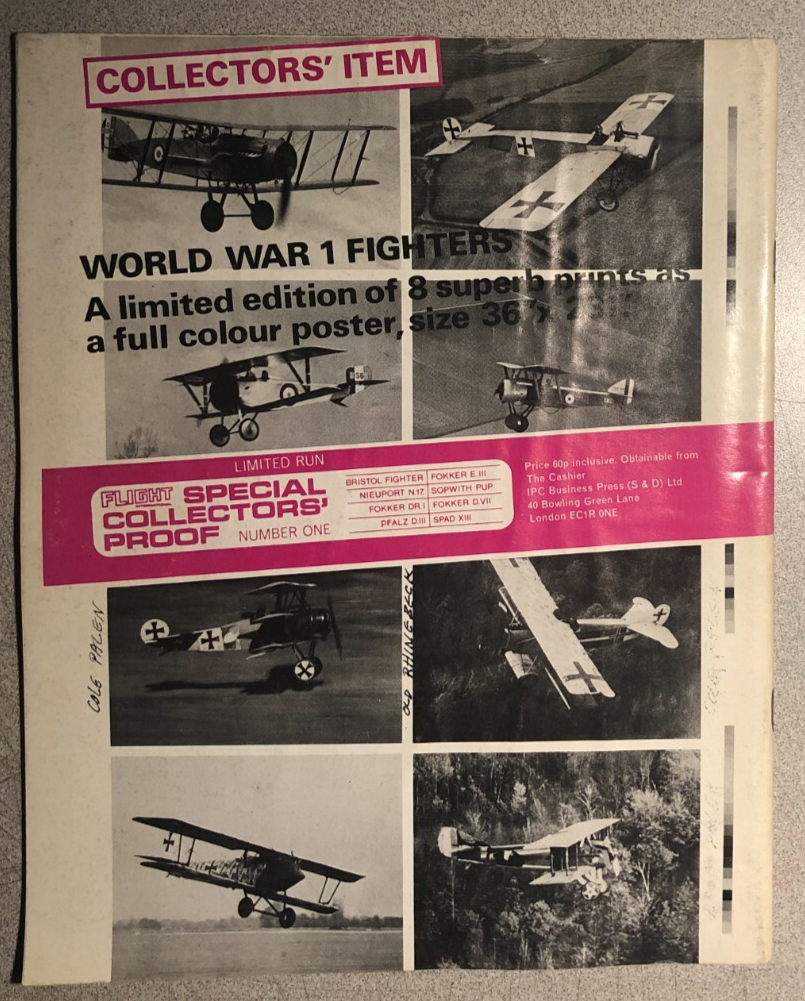 COLLECTORS' ITEM
WORLD WAR 1 FIGHTERS
A limited edition of 8 superb prints as
a full colour poster, size 36"x
56
LIMITED RUN
FLIGHT SPECIAL
COLLECTORS'
PROOF NUMBER ONE
BRISTOL FIGHTER FOKKER E.III
NIEUPORT N.17 SOPWITH PUP
FOKKER DR.I FOKKER D.VII
PFALZ D.III SPAD XIII
Price 60p inclusive. Obtainable from
The Cashier
IPC Business Press (S & D) Ltd
40 Bowling Green Lane
London EC1R 0NE
COLE PALEN
OLD RHINEBECK